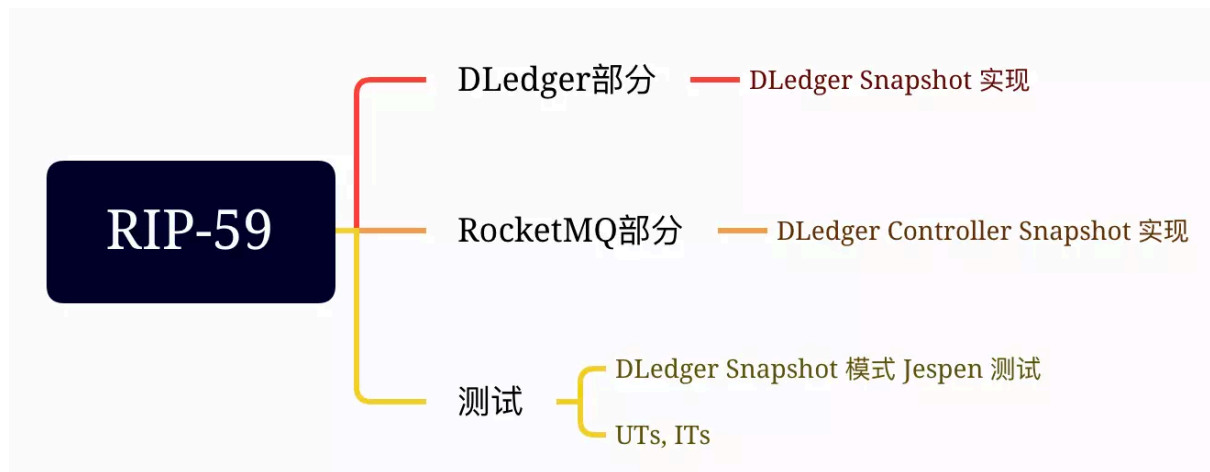 RIP-59
DLedger部分
DLedger Snapshot 实现
RocketMQ部分
DLedger Controller Snapshot 实现
测试
DLedger Snapshot 模式 Jespen 测试
UTs, ITs